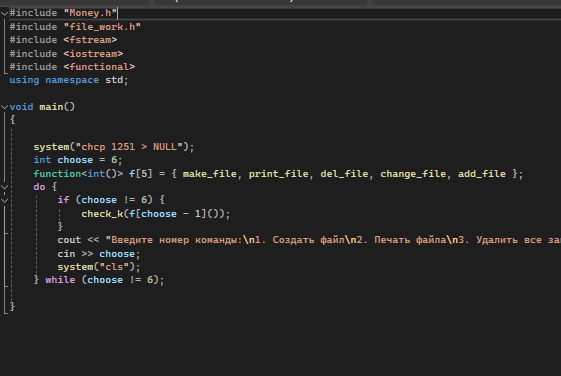 #include "Money.h"
#include "file_work.h"
#include <fstream>
#include <iostream>
#include <functional>
using namespace std;
void main()
{
system("chcp 1251 > NULL");
int choose = 6;
function<int()> f[5] = { make_file, print_file, del_file, change_file, add_file };
do {
if (choose != 6) {
check_k(f[choose - 1]());
}
cout << "Введите номер команды:\n1. Создать файл\n2. Печать файла\n3. Удалить все
cin >> choose;
system("cls");
} while (choose != 6);
}